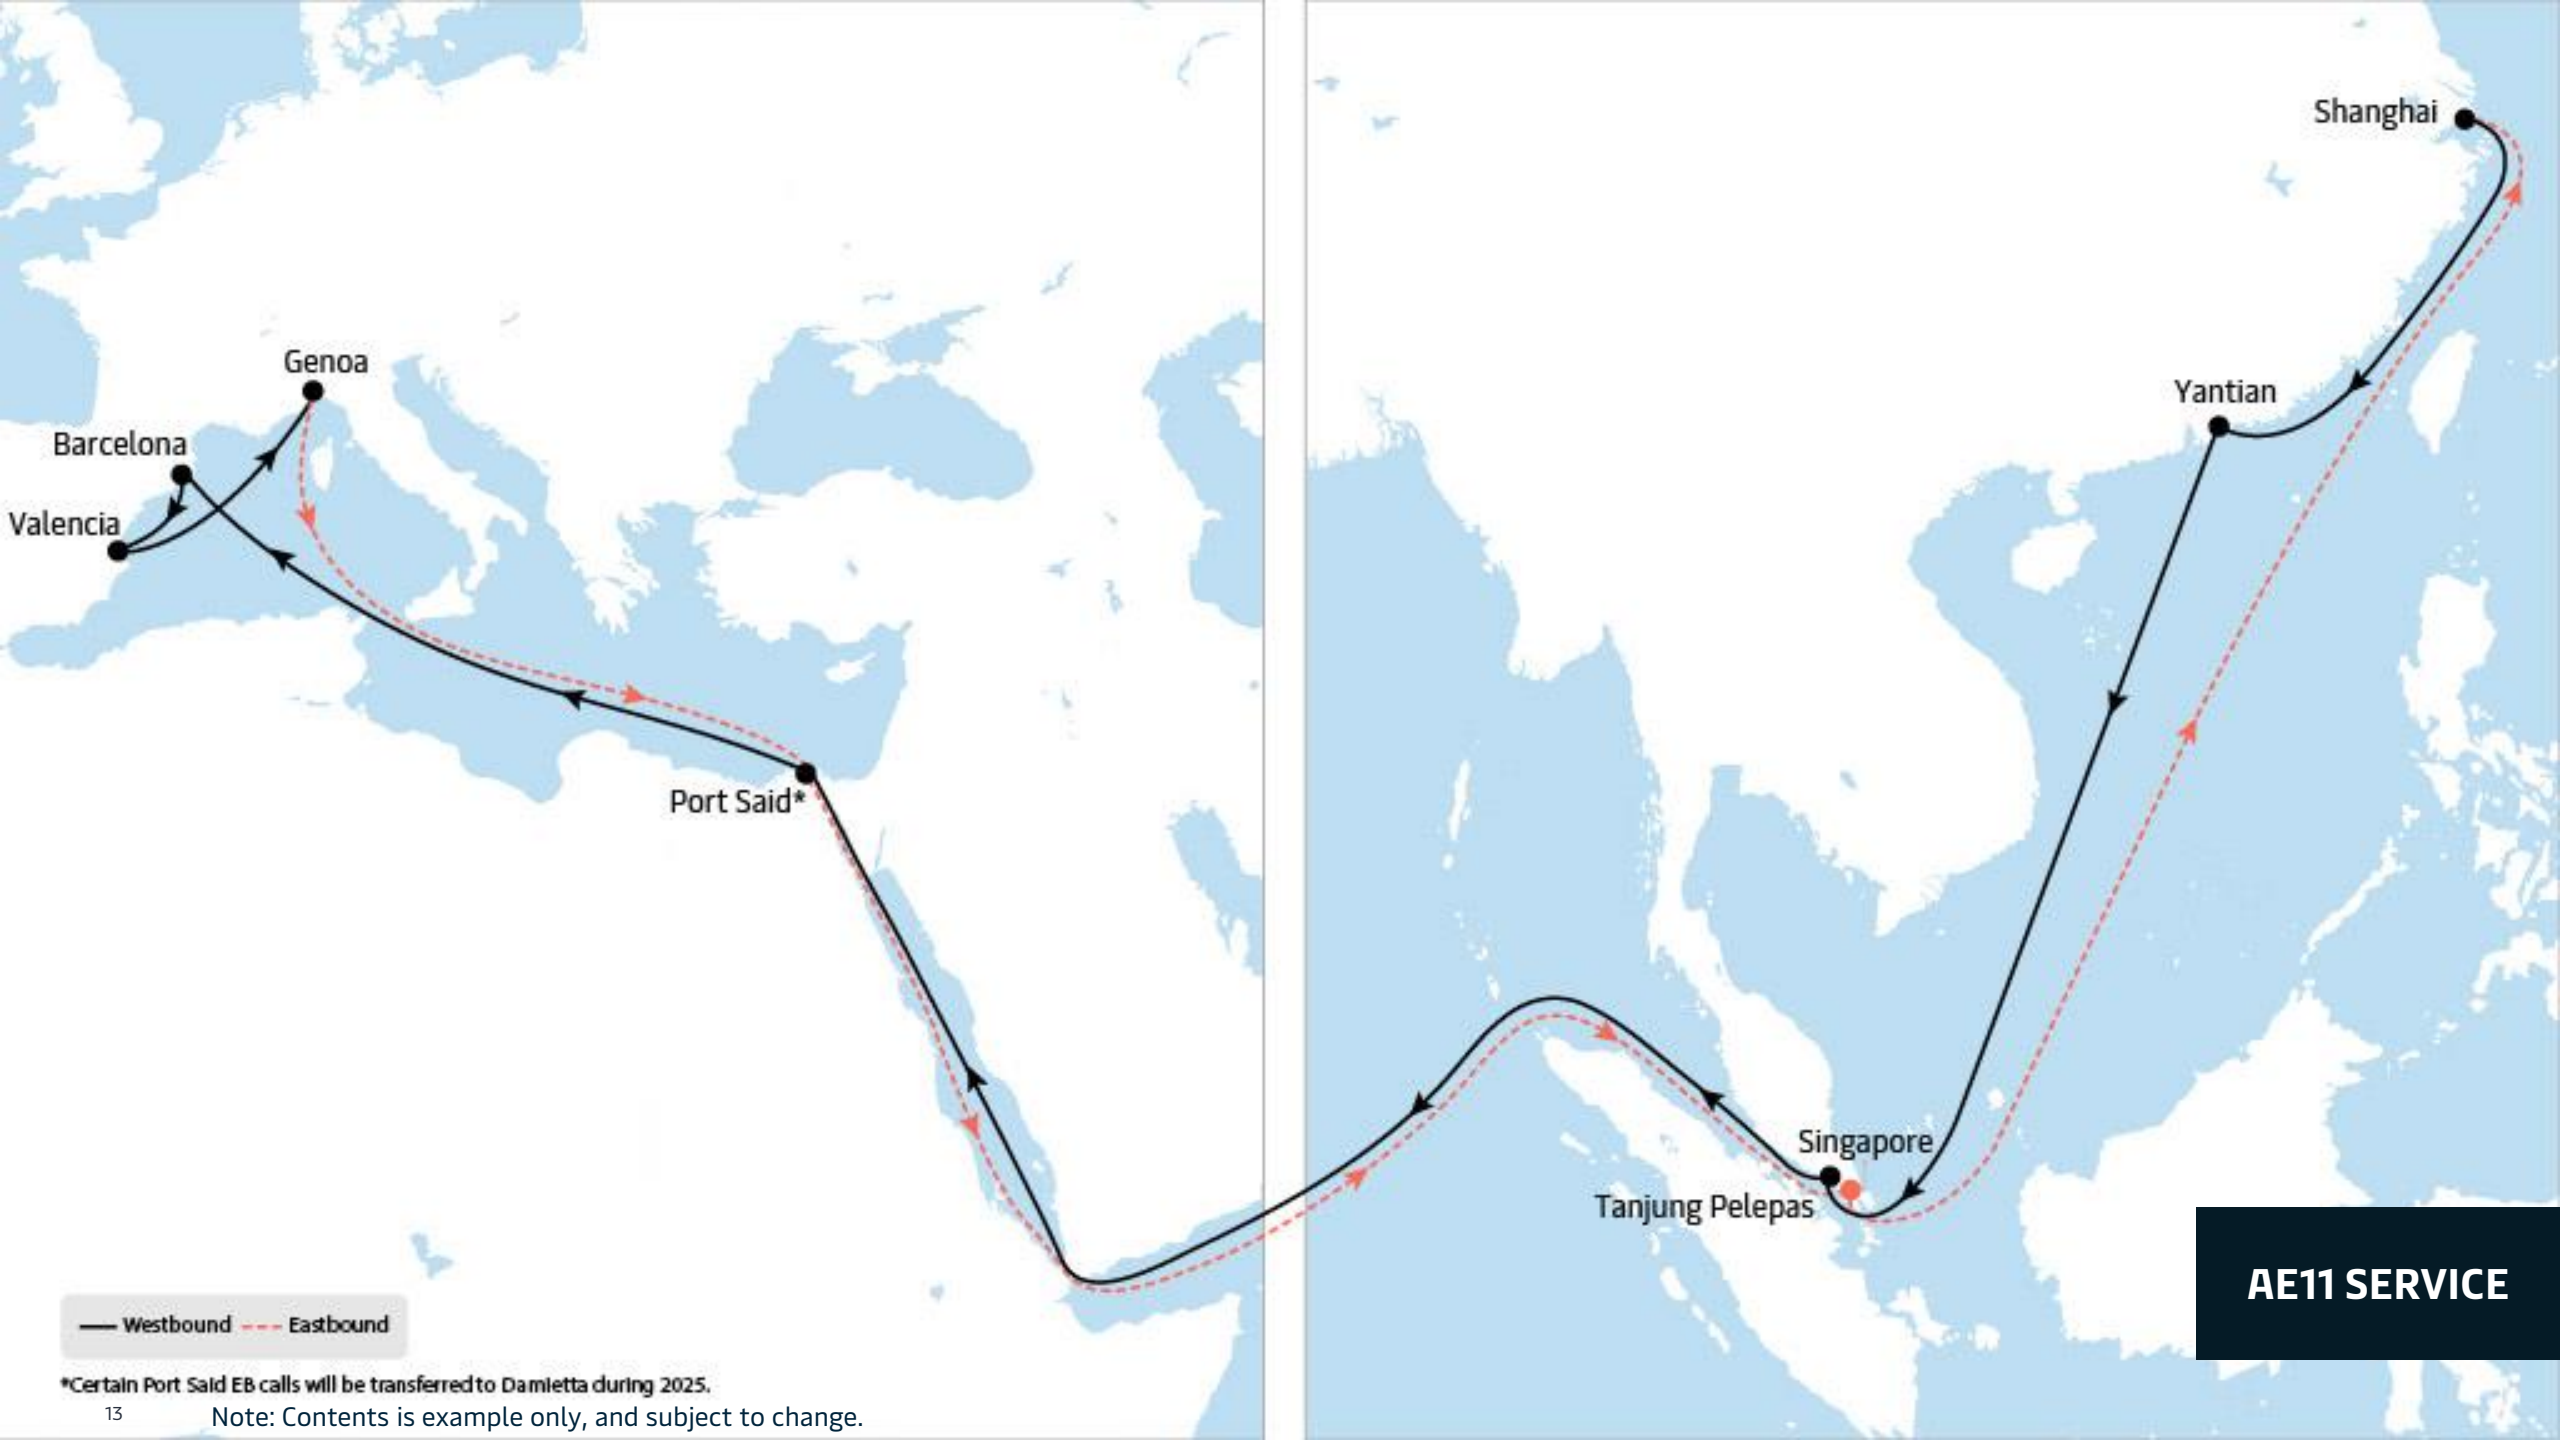 Shanghai
Genoa
Yantian
Barcelona
Valencia
Port Said*
Singapore
Tanjung Pelepas
AE11 SERVICE
Westbound
Eastbound
*Certain Port Said EB calls will be transferred to Damietta during 2025.
13
Note: Contents is example only, and subject to change.